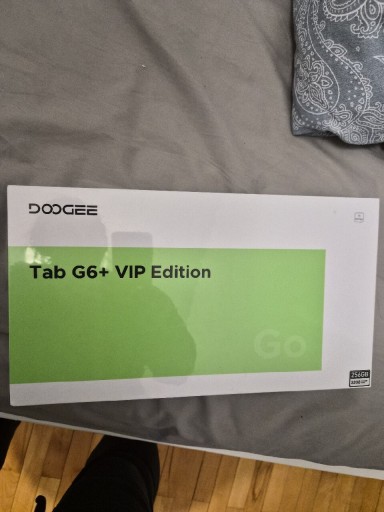 DOOGEE
Tab G6+ VIP Edition
Go
256GB